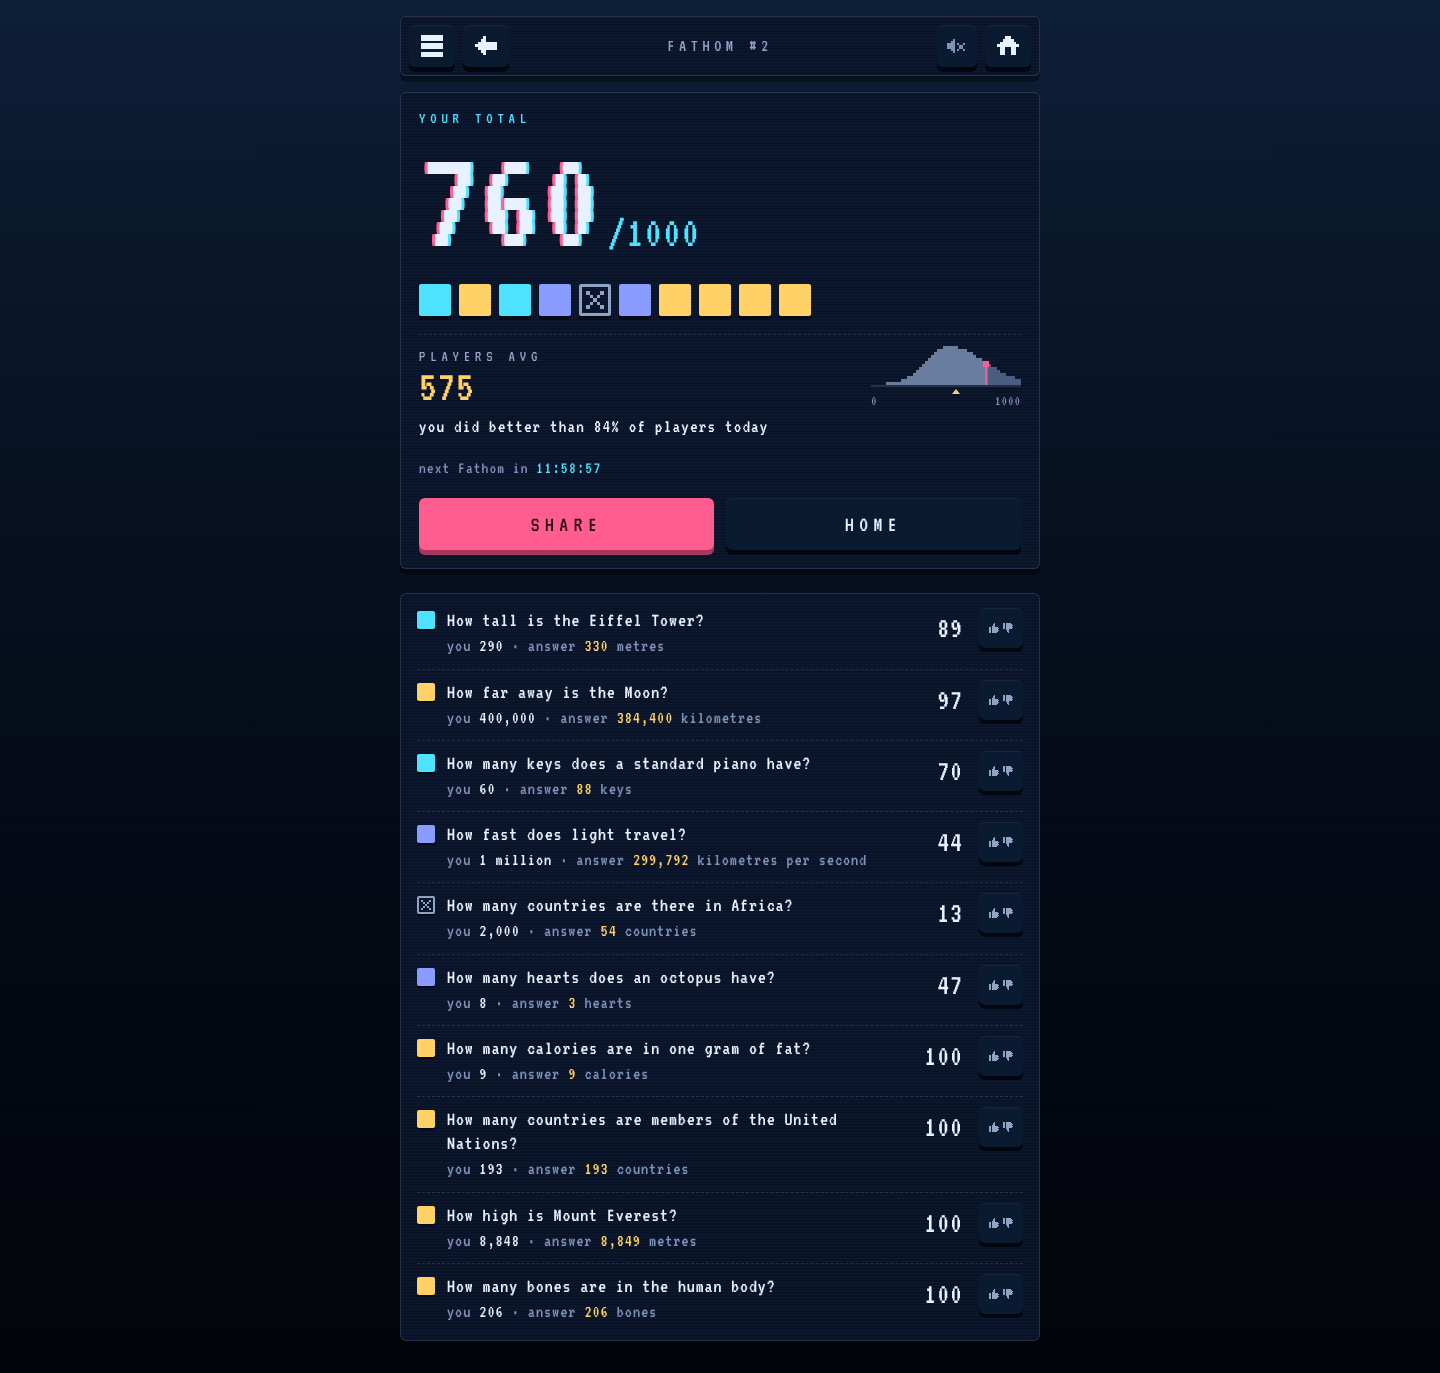 FATHOM #2
YOUR TOTAL
760/1000
PLAYERS AVG
575
0 1000
you did better than 84% of players today
next Fathom in 11:58:57
SHARE HOME
How tall is the Eiffel Tower? 89
you 290 · answer 330 metres
How far away is the Moon? 97
you 400,000 · answer 384,400 kilometres
How many keys does a standard piano have? 70
you 60 · answer 88 keys
How fast does light travel? 44
you 1 million · answer 299,792 kilometres per second
How many countries are there in Africa? 13
you 2,000 · answer 54 countries
How many hearts does an octopus have? 47
you 8 · answer 3 hearts
How many calories are in one gram of fat? 100
you 9 · answer 9 calories
How many countries are members of the United 100
Nations?
you 193 · answer 193 countries
How high is Mount Everest? 100
you 8,848 · answer 8,849 metres
How many bones are in the human body? 100
you 206 · answer 206 bones